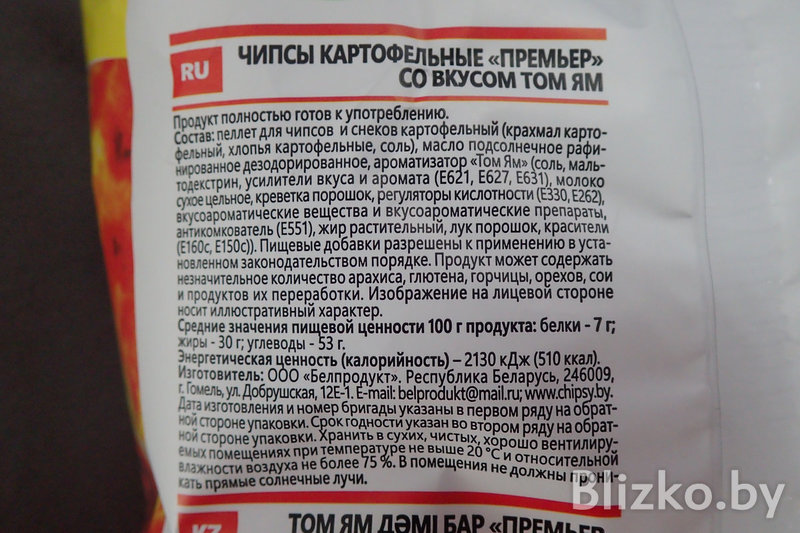 RU
ЧИПСЫ КАРТОФЕЛЬНЫЕ «ПРЕМЬЕР»
СО ВКУСОМ ТОМ ЯМ
Продукт полностью готов к употреблению.
Состав: пеллет для чипсов и снеков картофельный (крахмал карто-
фельный, хлопья картофельные, соль), масло подсолнечное рафи-
нированное дезодорированное, ароматизатор «Том Ям» (соль, маль-
тодекстрин, усилители вкуса и аромата (Е621, Е627, Е631), молоко
сухое цельное, креветка порошок, регуляторы кислотности (Е330, Е262),
вкусоароматические вещества и вкусоароматические препараты,
антикомкователь (Е551), жир растительный, лук порошок, красители
(Е160с, Е150с)). Пищевые добавки разрешены к применению в уста-
новленном законодательством порядке. Продукт может содержать
незначительное количество арахиса, глютена, горчицы, орехов, сои
и продуктов их переработки. Изображение на лицевой стороне
носит иллюстративный характер.
Средние значения пищевой ценности 100 г продукта: белки - 7 г;
жиры - 30 г; углеводы - 53 г.
Энергетическая ценность (калорийность) – 2130 кДж (510 ккал).
Изготовитель: ООО «Белпродукт». Республика Беларусь, 246009,
г. Гомель, ул. Добрушская, 12Е-1. E-mail: belprodukt@mail.ru; www.chipsy.by.
Дата изготовления и номер бригады указаны в первом ряду на обрат-
ной стороне упаковки. Срок годности указан во втором ряду на обрат-
ной стороне упаковки. Хранить в сухих, чистых, хорошо вентилиру-
емых помещениях при температуре не выше 20 °С и относительной
влажности воздуха не более 75 %. В помещения не должны прони-
кать прямые солнечные лучи.
KZ
ТОМ ЯМ ДӘМІ БАР «ПРЕМЬЕР
Blizko.by